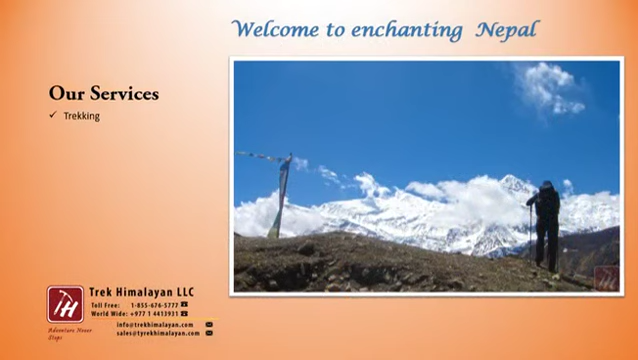 Welcome to enchanting Nepal
Our Services
✓ Trekking
Trek Himalayan LLC
Toll Free: 1-855-676-5777
World Wide: +977 1 4413931
info@trekhimalayan.com
sales@tyrekhimalayan.com
TH
Adventure Never
Stops